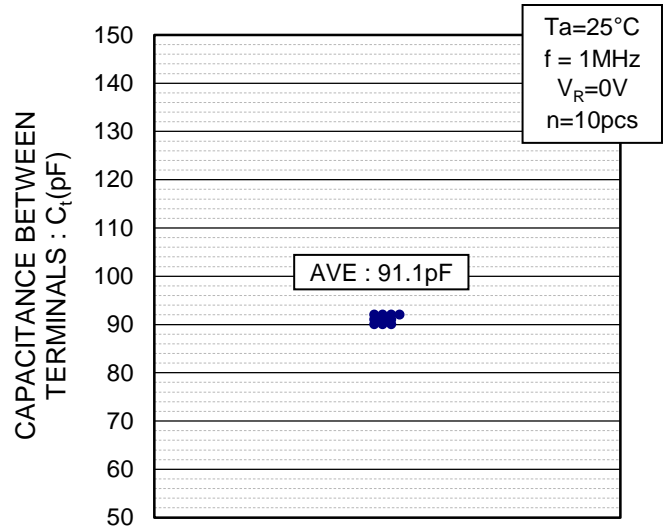 CAPACITANCE BETWEEN
TERMINALS : Ct(pF)
150
140
130
120
110
100
90
80
70
60
50
Ta=25°C
f = 1MHz
VR=0V
n=10pcs
AVE : 91.1pF